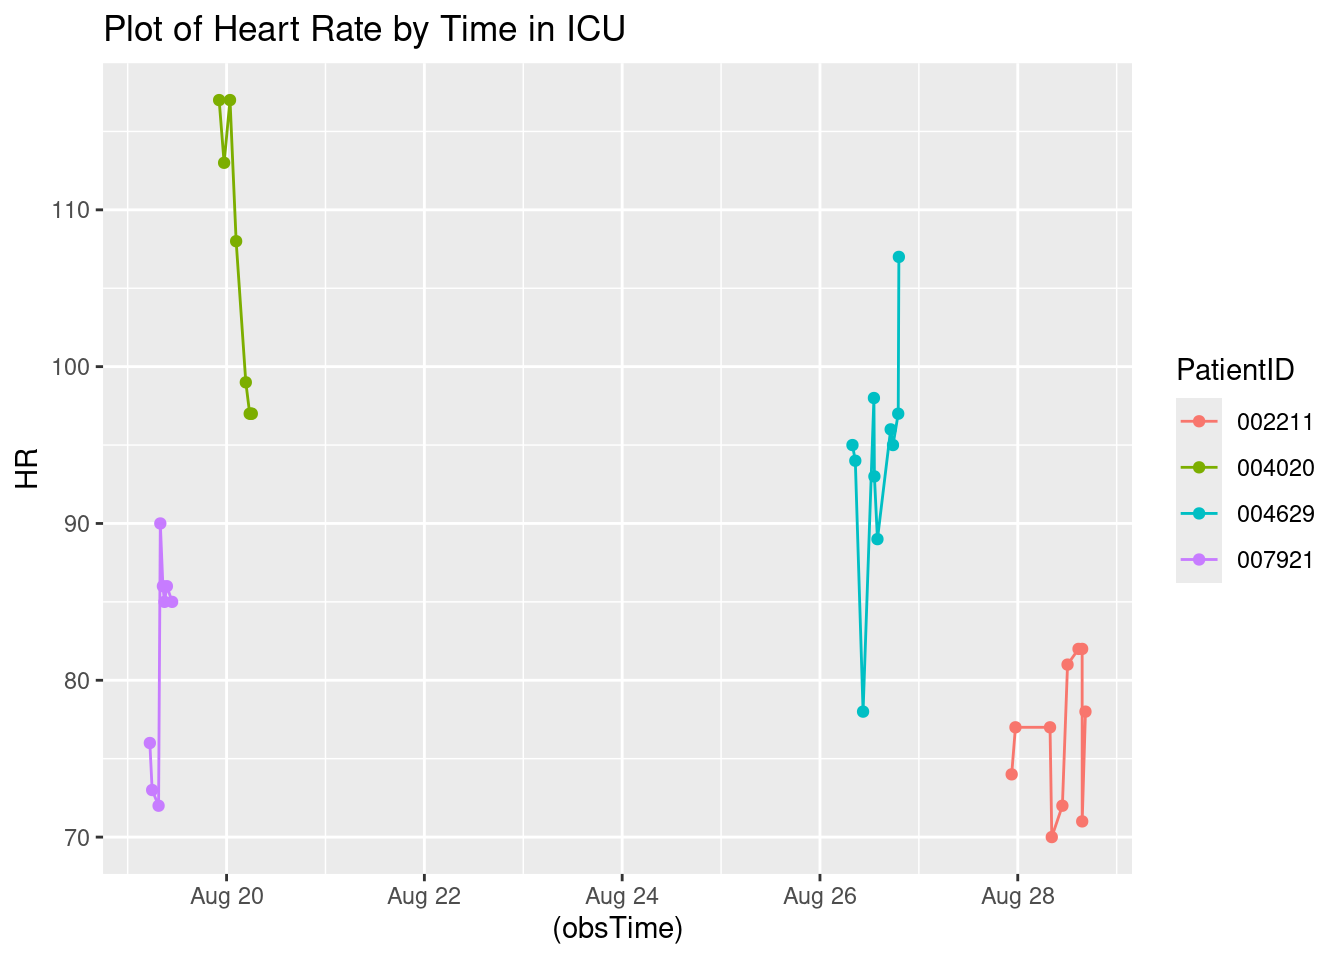 Plot of Heart Rate by Time in ICU
HR
110
100
90
80
70
Aug 20 Aug 22 Aug 24 Aug 26 Aug 28
(obsTime)
PatientID
002211
004020
004629
007921